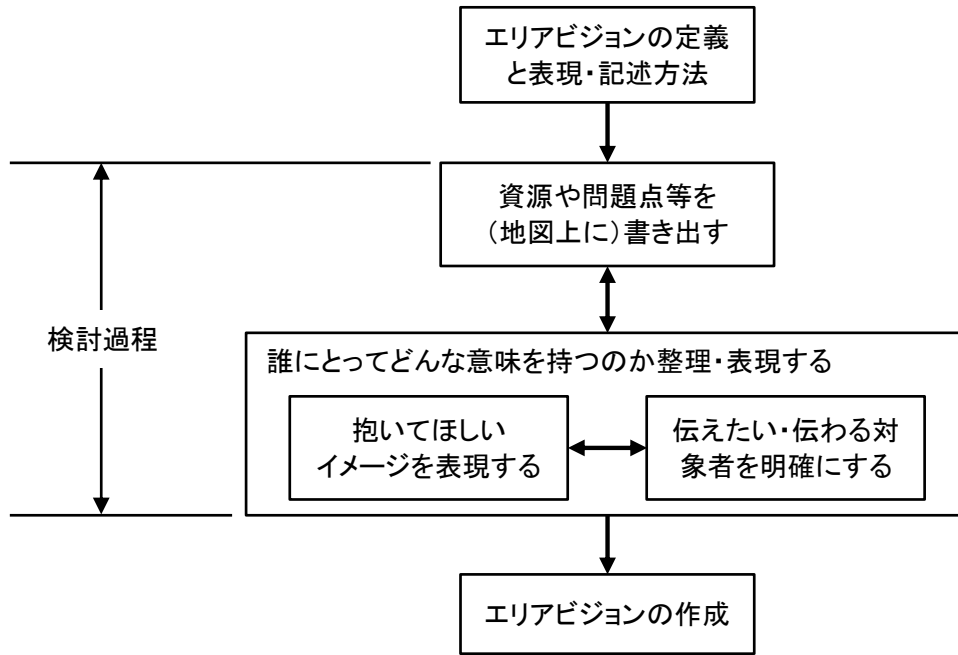 エリアビジョンの定義
と表現・記述方法
資源や問題点等を
(地図上に)書き出す
検討過程
誰にとってどんな意味を持つのか整理・表現する
抱いてほしい
イメージを表現する
伝えたい・伝わる対
象者を明確にする
エリアビジョンの作成